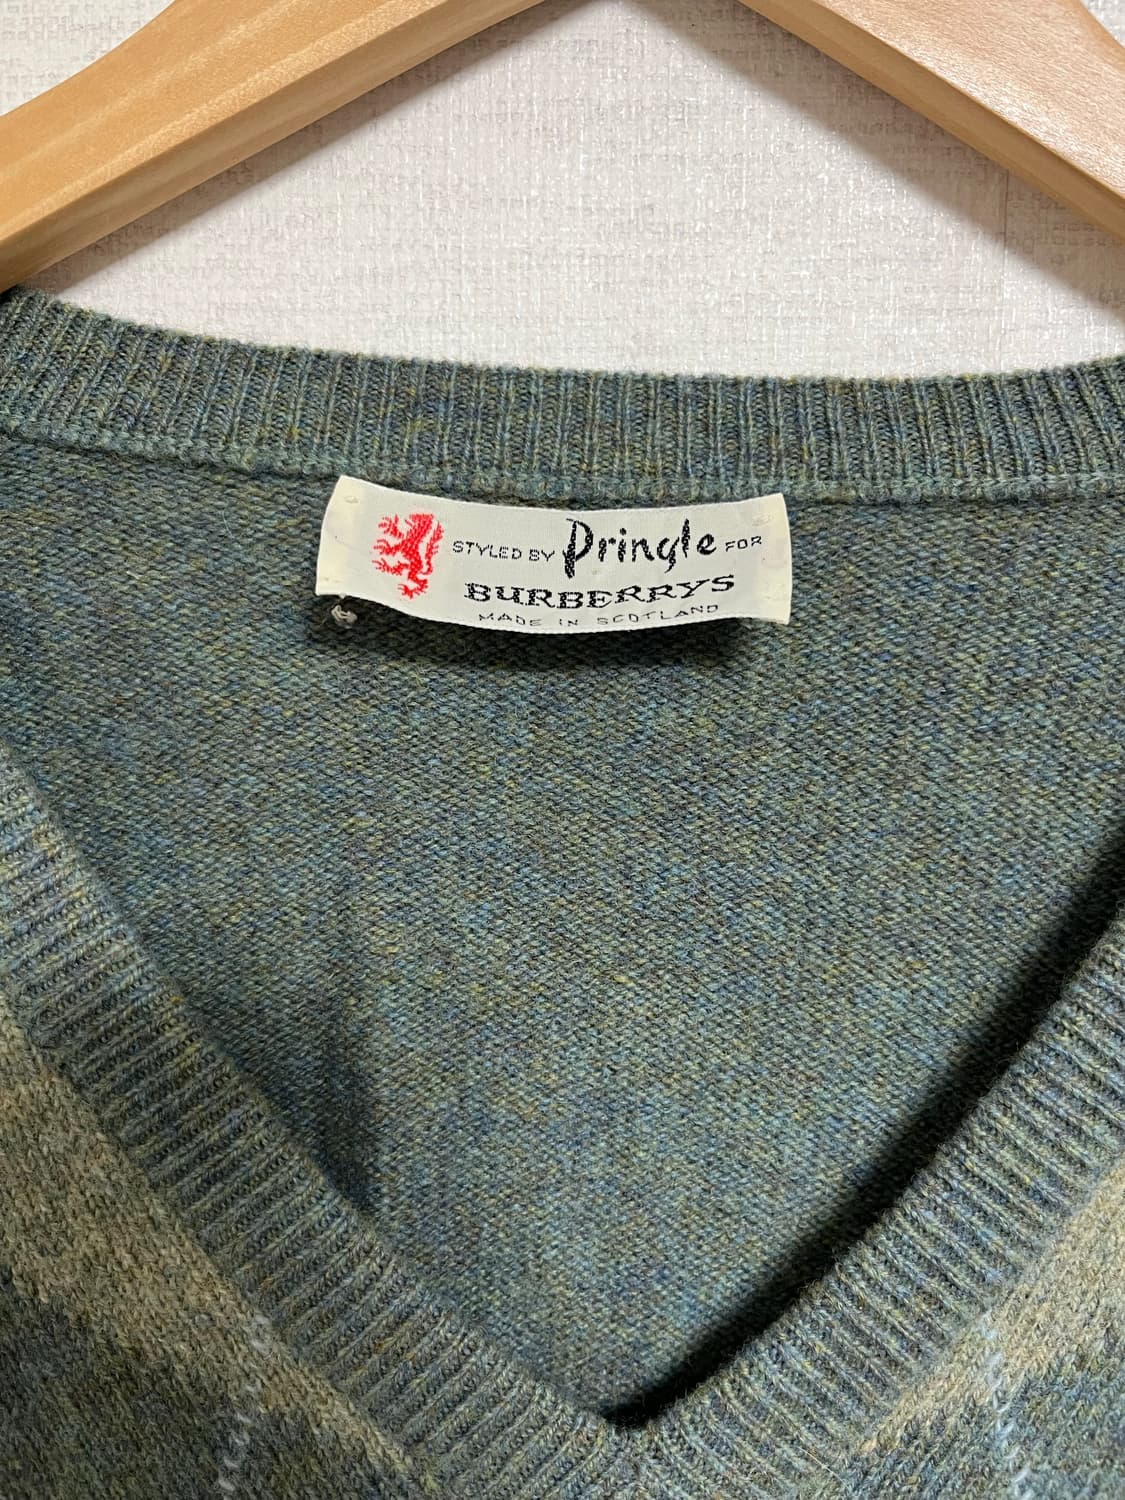 STYLED BY Pringle FOR
BURBERRYS
MADE IN SCOTLAND